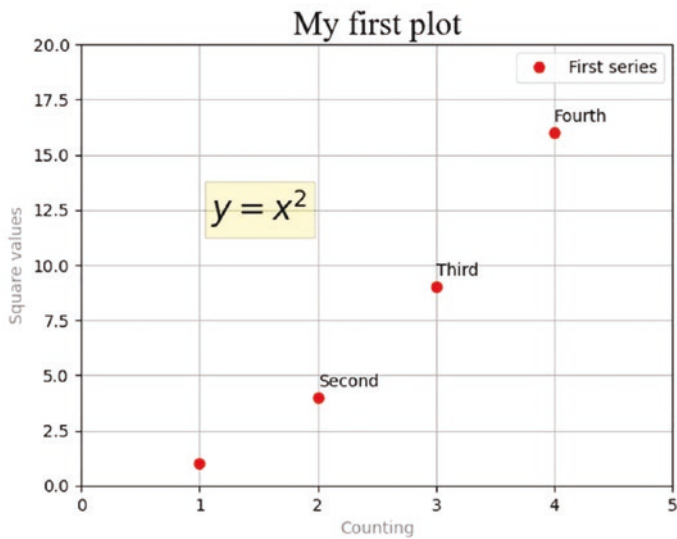 My first plot
20.0
First series
17.5
Fourth
15.0
y = x²
12.5
Square values
10.0
Third
7.5
5.0
Second
2.5
0.0
0 1 2 3 4 5
Counting